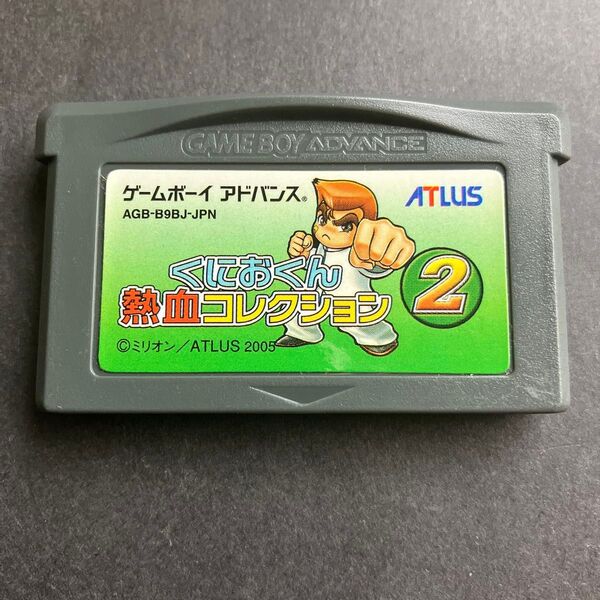 GAME BOY ADVANCE
ゲームボーイ アドバンス®
ATLUS
AGB-B9BJ-JPN
くにおくん
熱血コレクション 2
©ミリオン/ATLUS 2005